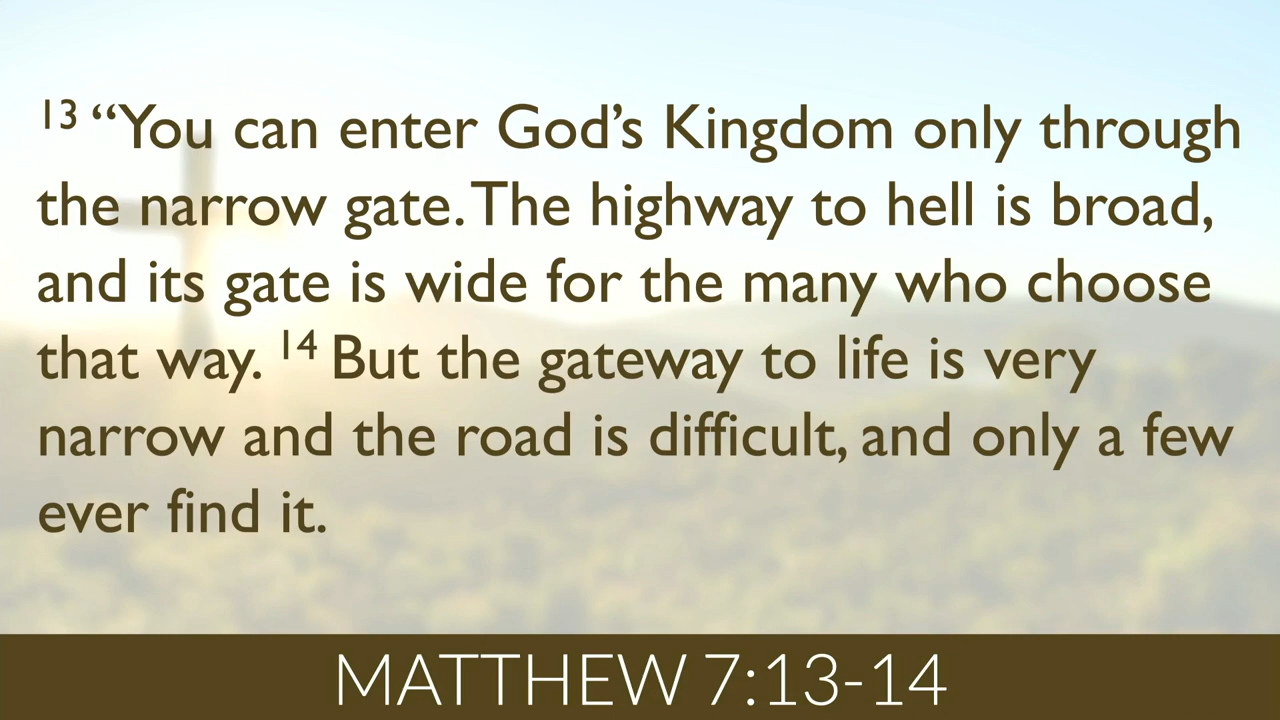 13 “You can enter God’s Kingdom only through
the narrow gate. The highway to hell is broad,
and its gate is wide for the many who choose
that way. 14 But the gateway to life is very
narrow and the road is difficult, and only a few
ever find it.
MATTHEW 7:13-14